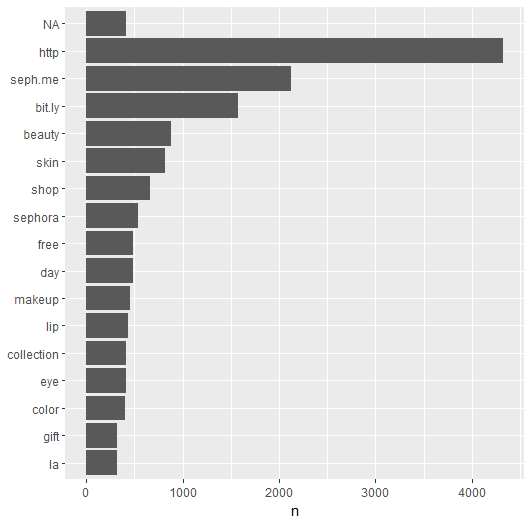 NA
http
seph.me
bit.ly
beauty
skin
shop
sephora
free
day
makeup
lip
collection
eye
color
gift
la
0 1000 2000 3000 4000
n